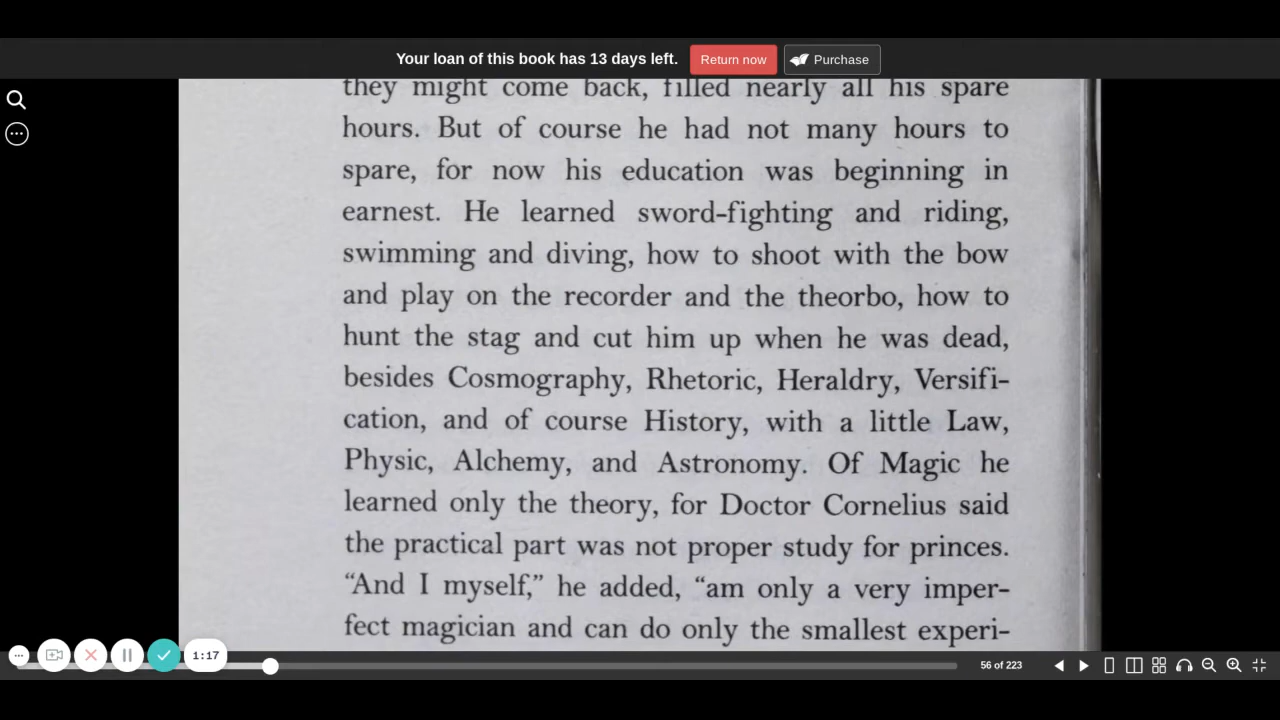 Your loan of this book has 13 days left. Return now Purchase
they might come back, filled nearly all his spare
hours. But of course he had not many hours to
spare, for now his education was beginning in
earnest. He learned sword-fighting and riding,
swimming and diving, how to shoot with the bow
and play on the recorder and the theorbo, how to
hunt the stag and cut him up when he was dead,
besides Cosmography, Rhetoric, Heraldry, Versifi-
cation, and of course History, with a little Law,
Physic, Alchemy, and Astronomy. Of Magic he
learned only the theory, for Doctor Cornelius said
the practical part was not proper study for princes.
“And I myself,” he added, “am only a very imper-
fect magician and can do only the smallest experi-
1:17
56 of 223